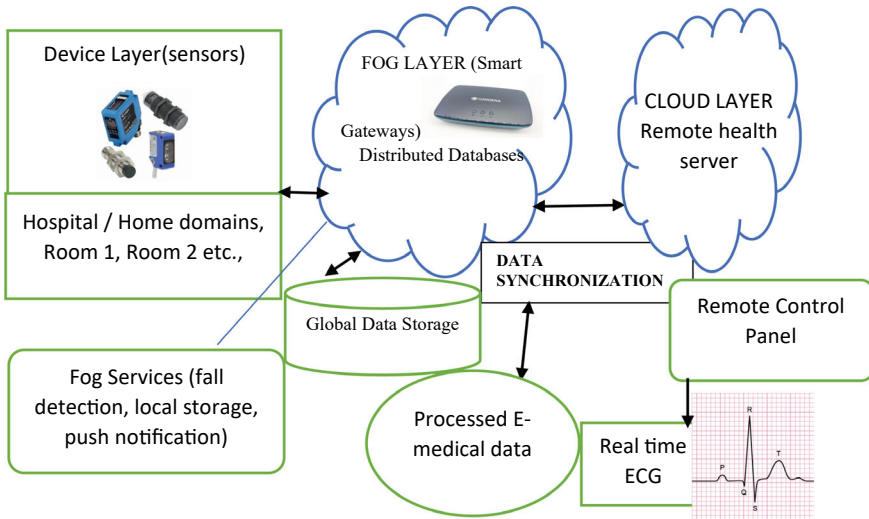 Device Layer(sensors)
Hospital / Home domains,
Room 1, Room 2 etc.,
FOG LAYER (Smart
Gateways)
Distributed Databases
CLOUD LAYER
Remote health
server
DATA
SYNCHRONIZATION
Global Data Storage
Remote Control
Panel
Fog Services (fall
detection, local storage,
push notification)
Processed E-
medical data
Real time
ECG
R
P
T
Q
S